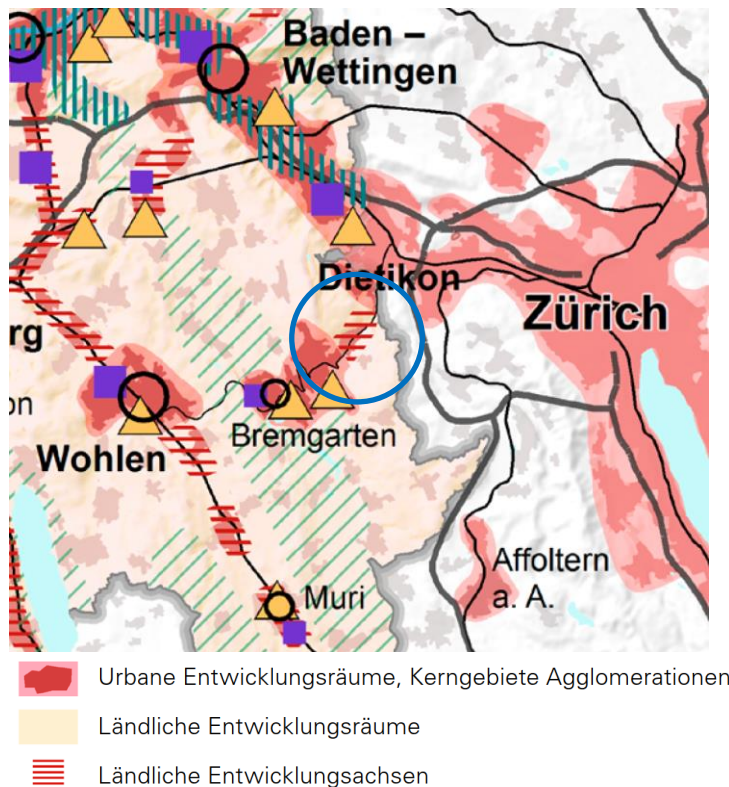 Baden –
Wettingen
Dietikon
Zürich
rg
on
Bremgarten
Wohlen
Affoltern
a. A.
Muri
Urbane Entwicklungsräume, Kerngebiete Agglomerationen
Ländliche Entwicklungsräume
Ländliche Entwicklungsachsen